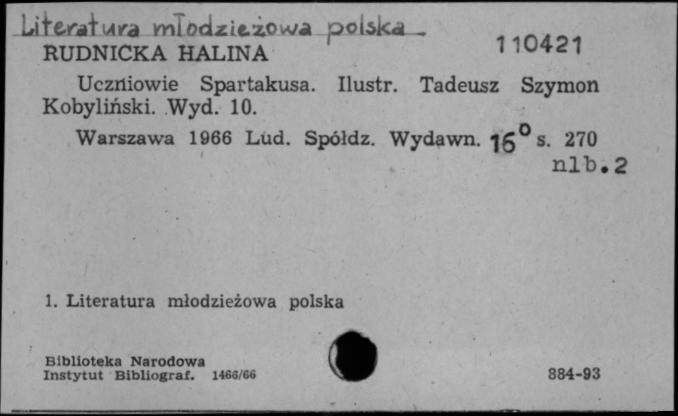 Literatura młodzieżowa polska
110421
RUDNICKA HALINA
Uczniowie Spartakusa. Ilustr. Tadeusz Szymon
Kobyliński. Wyd. 10.
Warszawa 1966 Lud. Spółdz. Wydawn. 16° s. 270
nlb. 2
1. Literatura młodzieżowa polska
Biblioteka Narodowa
Instytut Bibliograf. 1466/66
884-93